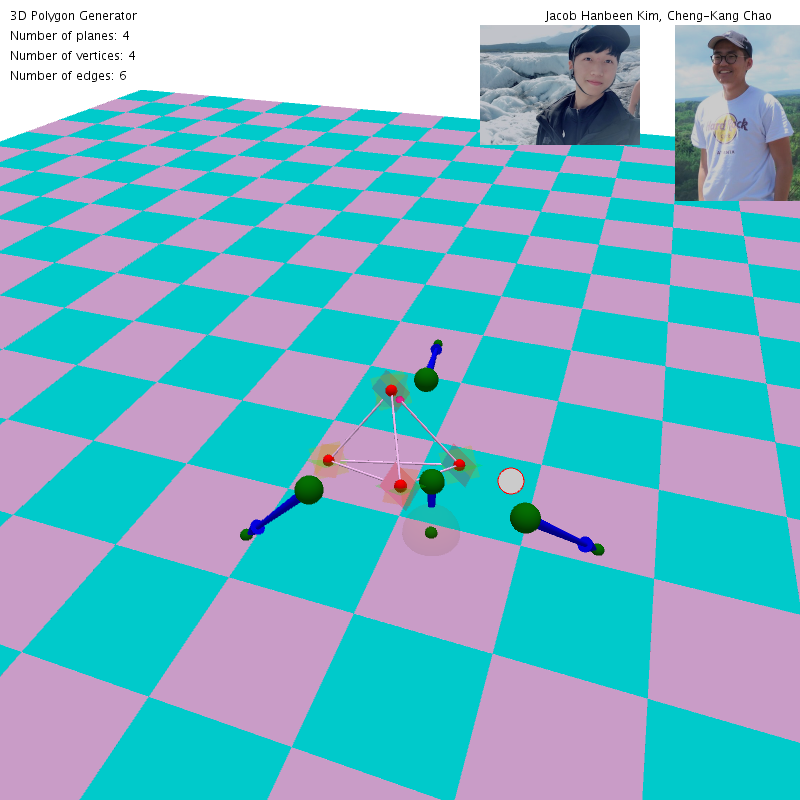 3D Polygon Generator
Jacob Hanbeen Kim, Cheng-Kang Chao
Number of planes: 4
Number of vertices: 4
Number of edges: 6